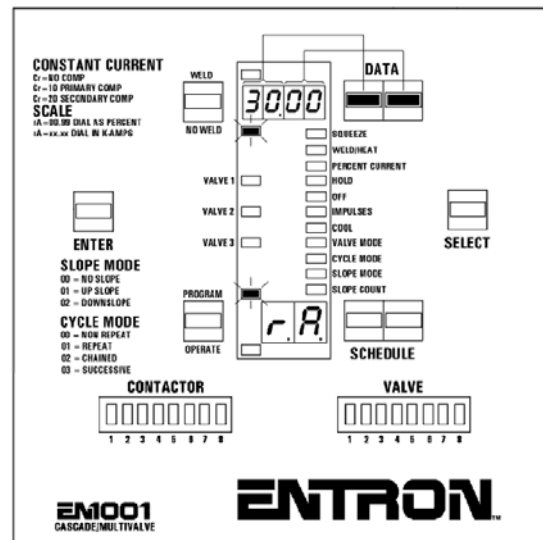 CONSTANT CURRENT
Cr=NO COMP
Cr=10 PRIMARY COMP
Cr=20 SECONDARY COMP
SCALE
rA=00.99 DIAL AS PERCENT
rA=xx.xx DIAL IN K-AMPS
WELD
NO WELD
30.00
DATA
SQUEEZE
WELD/HEAT
PERCENT CURRENT
HOLD
OFF
IMPULSES
COOL
VALVE MODE
CYCLE MODE
SLOPE MODE
SLOPE COUNT
VALVE 1
VALVE 2
VALVE 3
ENTER
SELECT
SLOPE MODE
00 = NO SLOPE
01 = UP SLOPE
02 = DOWNSLOPE
CYCLE MODE
00 = NON REPEAT
01 = REPEAT
02 = CHAINED
03 = SUCCESSIVE
PROGRAM
OPERATE
r.A.
SCHEDULE
CONTACTOR
1 2 3 4 5 6 7 8
VALVE
1 2 3 4 5 6 7 8
EM1001
CASCADE/MULTIVALVE
ENTRON™